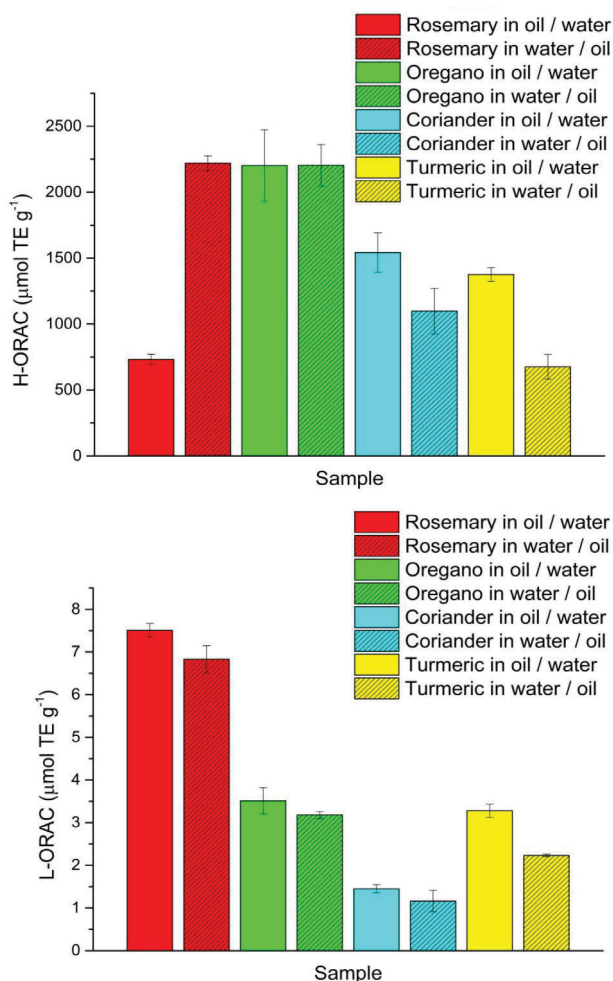 Rosemary in oil / water
Rosemary in water / oil
Oregano in oil / water
Oregano in water / oil
Coriander in oil / water
Coriander in water / oil
Turmeric in oil / water
Turmeric in water / oil
H-ORAC (μmol TE g⁻¹)
2500
2000
1500
1000
500
0
Sample
Rosemary in oil / water
Rosemary in water / oil
Oregano in oil / water
Oregano in water / oil
Coriander in oil / water
Coriander in water / oil
Turmeric in oil / water
Turmeric in water / oil
L-ORAC (μmol TE g⁻¹)
8
7
6
5
4
3
2
1
0
Sample